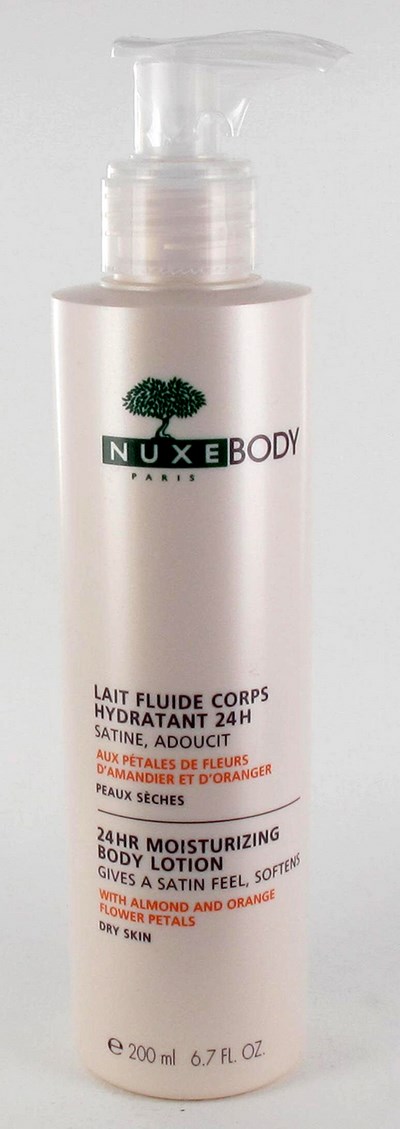 NUXE BODY
PARIS
LAIT FLUIDE CORPS
HYDRATANT 24H
SATINE, ADOUCIT
AUX PÉTALES DE FLEURS
D'AMANDIER ET D'ORANGER
PEAUX SÈCHES
24HR MOISTURIZING
BODY LOTION
GIVES A SATIN FEEL, SOFTENS
WITH ALMOND AND ORANGE
FLOWER PETALS
DRY SKIN
℮ 200 ml 6.7 FL. OZ.